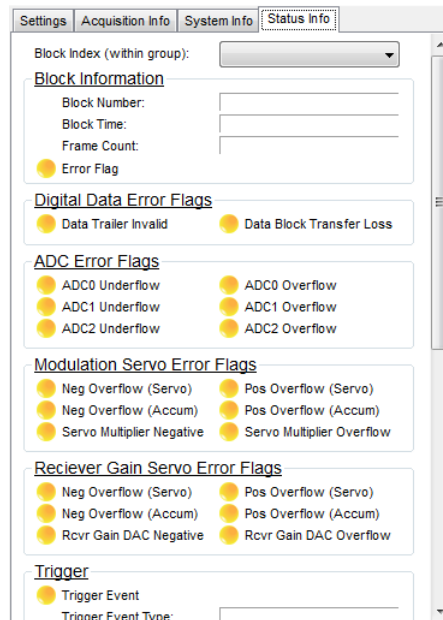 Settings Acquisition Info System Info Status Info
Block Index (within group):
Block Information
Block Number:
Block Time:
Frame Count:
Error Flag
Digital Data Error Flags
Data Trailer Invalid Data Block Transfer Loss
ADC Error Flags
ADC0 Underflow ADC0 Overflow
ADC1 Underflow ADC1 Overflow
ADC2 Underflow ADC2 Overflow
Modulation Servo Error Flags
Neg Overflow (Servo) Pos Overflow (Servo)
Neg Overflow (Accum) Pos Overflow (Accum)
Servo Multiplier Negative Servo Multiplier Overflow
Reciever Gain Servo Error Flags
Neg Overflow (Servo) Pos Overflow (Servo)
Neg Overflow (Accum) Pos Overflow (Accum)
Rcvr Gain DAC Negative Rcvr Gain DAC Overflow
Trigger
Trigger Event
Trigger Event Type: